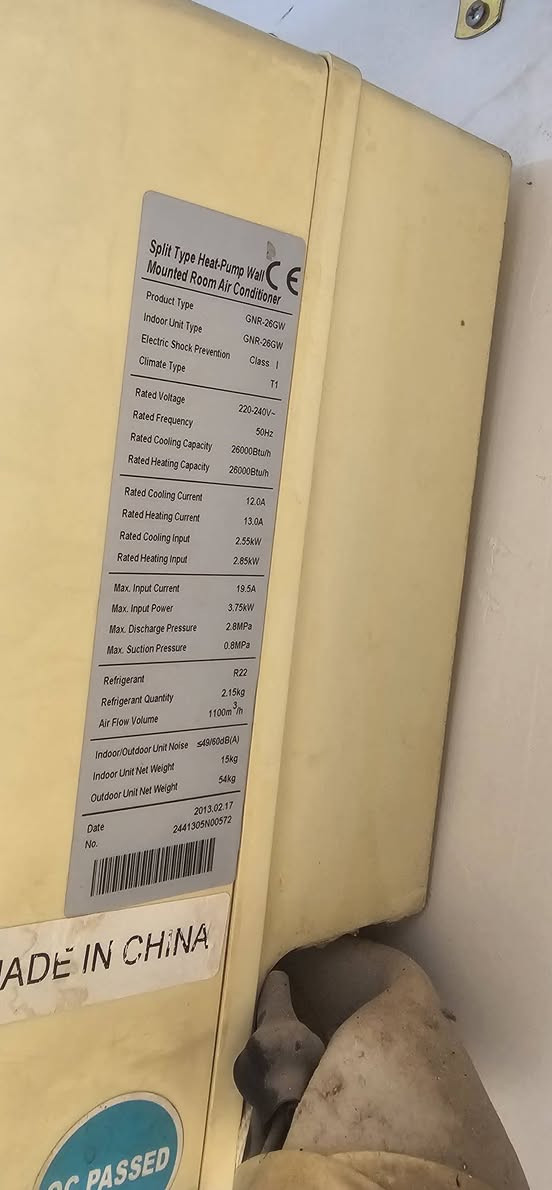 Split Type Heat-Pump Wall
Mounted Room Air Conditioner
CE
Product Type GNR-26GW
Indoor Unit Type GNR-26GW
Electric Shock Prevention Class I
Climate Type T1
Rated Voltage 220-240V~
Rated Frequency 50Hz
Rated Cooling Capacity 26000Btu/h
Rated Heating Capacity 26000Btu/h
Rated Cooling Current 12.0A
Rated Heating Current 13.0A
Rated Cooling Input 2.55kW
Rated Heating Input 2.85kW
Max. Input Current 19.5A
Max. Input Power 3.75kW
Max. Discharge Pressure 2.8MPa
Max. Suction Pressure 0.8MPa
Refrigerant R22
Refrigerant Quantity 2.15kg
Air Flow Volume 1100m³/h
Indoor/Outdoor Unit Noise ≤49/60dB(A)
Indoor Unit Net Weight 15kg
Outdoor Unit Net Weight 54kg
Date 2013.02.17
No. 2441305N00572
MADE IN CHINA
QC PASSED